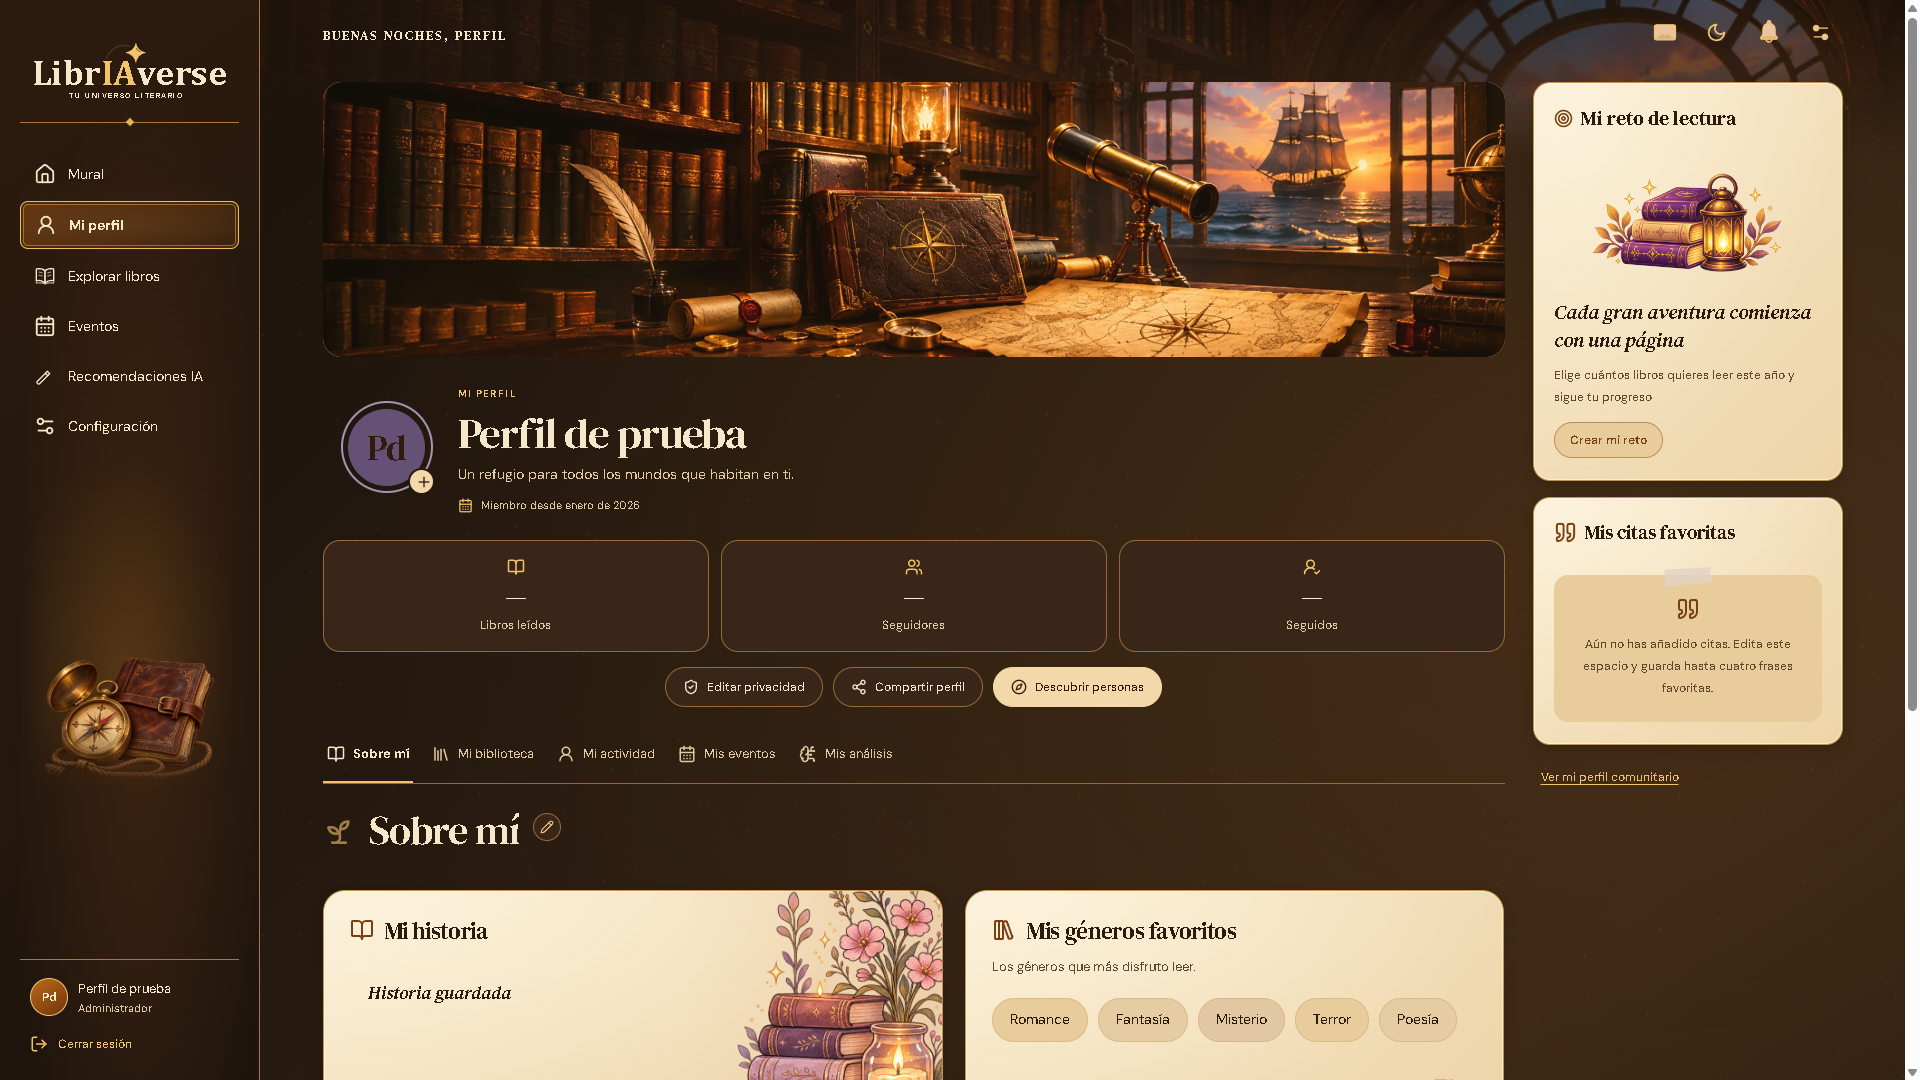 LibrIAverse
TU UNIVERSO LITERARIO
Mural
Mi perfil
Explorar libros
Eventos
Recomendaciones IA
Configuración
Pd
Perfil de prueba
Administrador
Cerrar sesión
BUENAS NOCHES, PERFIL
Pd
MI PERFIL
Perfil de prueba
Un refugio para todos los mundos que habitan en ti.
Miembro desde enero de 2026
—
Libros leídos
—
Seguidores
—
Seguidos
Editar privacidad
Compartir perfil
Descubrir personas
Sobre mí
Mi biblioteca
Mi actividad
Mis eventos
Mis análisis
Sobre mí
Mi historia
Historia guardada
Mis géneros favoritos
Los géneros que más disfruto leer.
Romance
Fantasía
Misterio
Terror
Poesía
Mi reto de lectura
Cada gran aventura comienza
con una página
Elige cuántos libros quieres leer este año y
sigue tu progreso
Crear mi reto
Mis citas favoritas
Aún no has añadido citas. Edita este
espacio y guarda hasta cuatro frases
favoritas.
Ver mi perfil comunitario